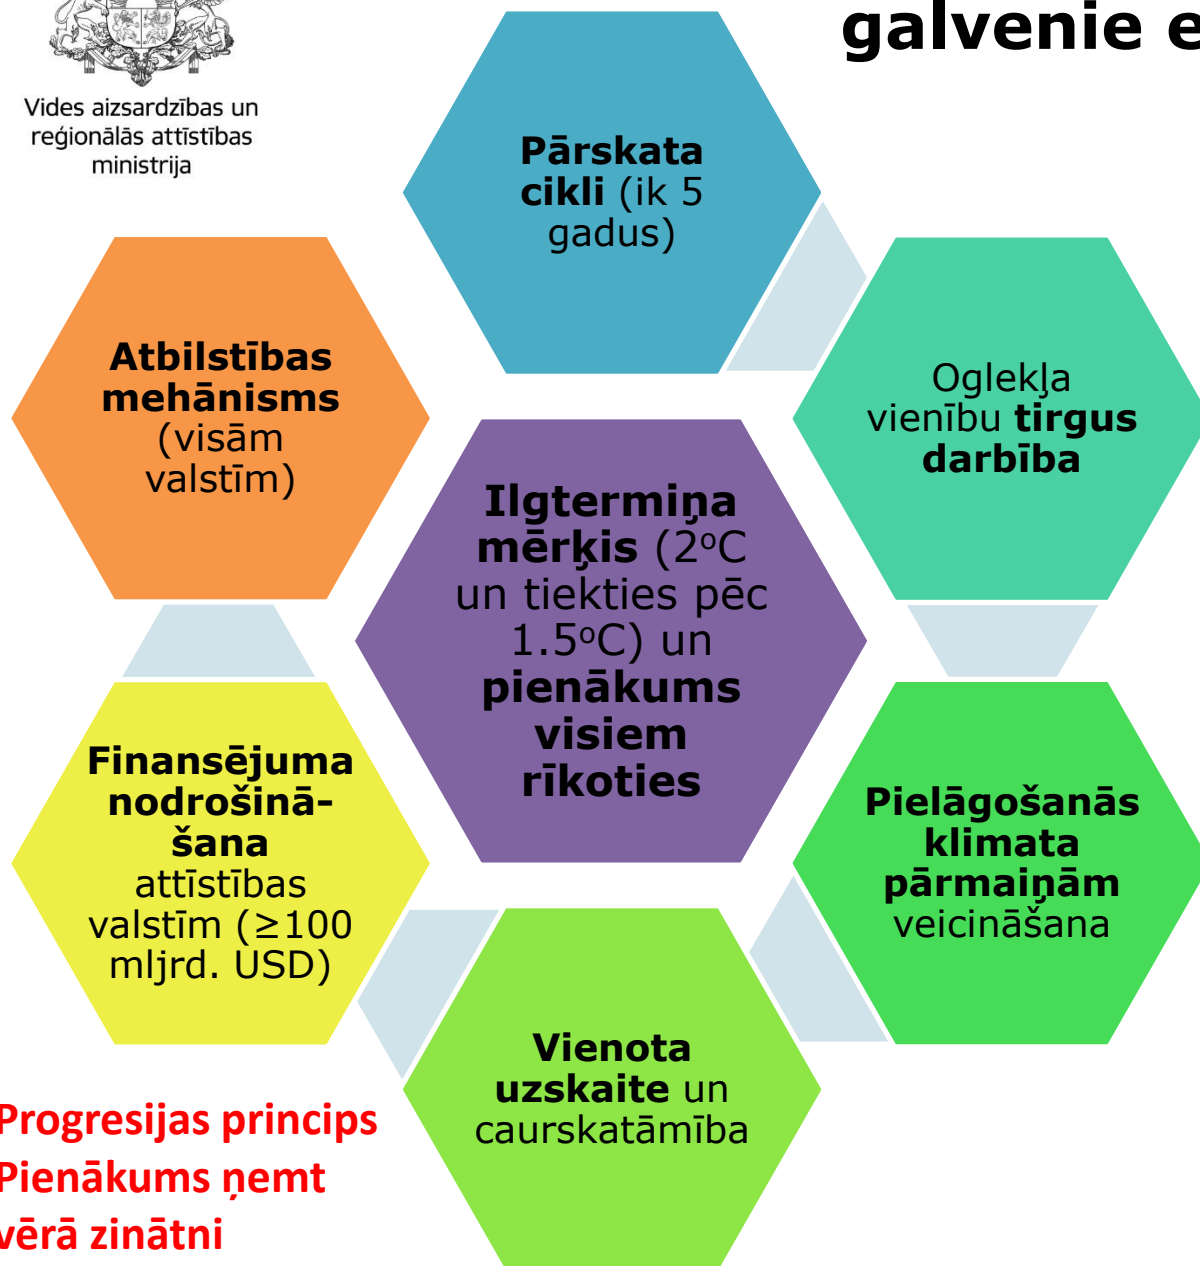 galvenie e
Vides aizsardzības un
reģionālās attīstības
ministrija
Pārskata
cikli (ik 5
gadus)
Atbilstības
mehānisms
(visām
valstīm)
Oglekļa
vienību tirgus
darbība
Ilgtermiņa
mērķis (2ºC
un tiekties pēc
1.5ºC) un
pienākums
visiem
rīkoties
Finansējuma
nodrošinā-
šana
attīstības
valstīm (≥100
mljrd. USD)
Pielāgošanās
klimata
pārmaiņām
veicināšana
Vienota
uzskaite un
caurskatāmība
Progresijas princips
Pienākums ņemt
vērā zinātni